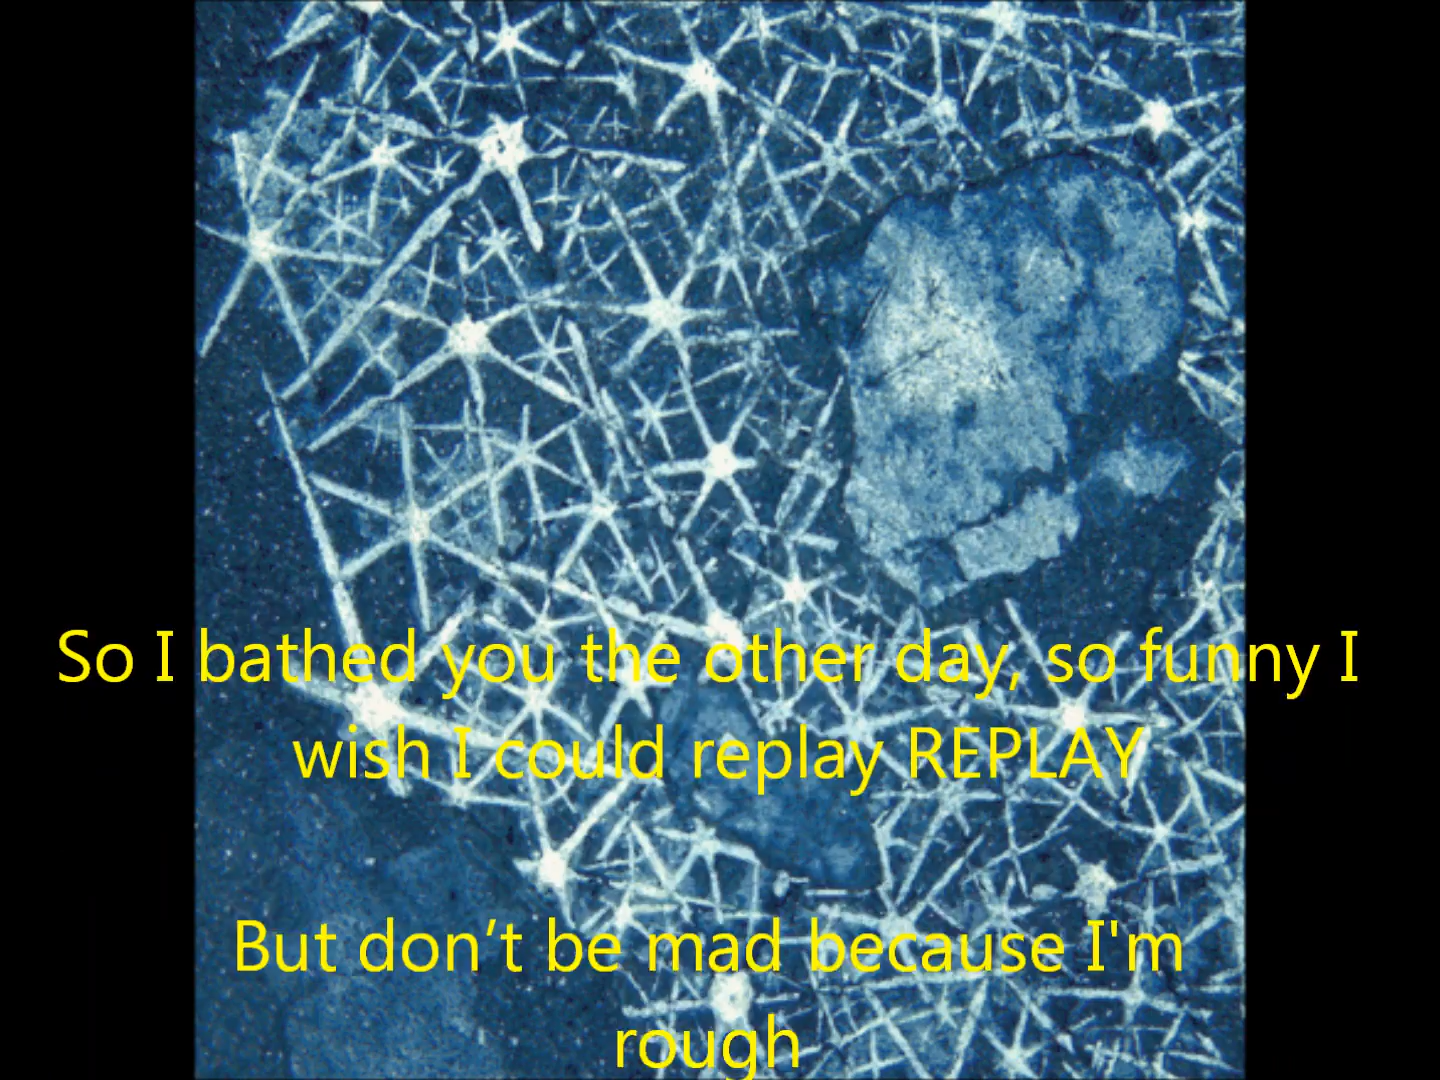 So I bathed you the other day, so funny I
wish I could replay REPLAY
But don’t be mad because I'm
rough